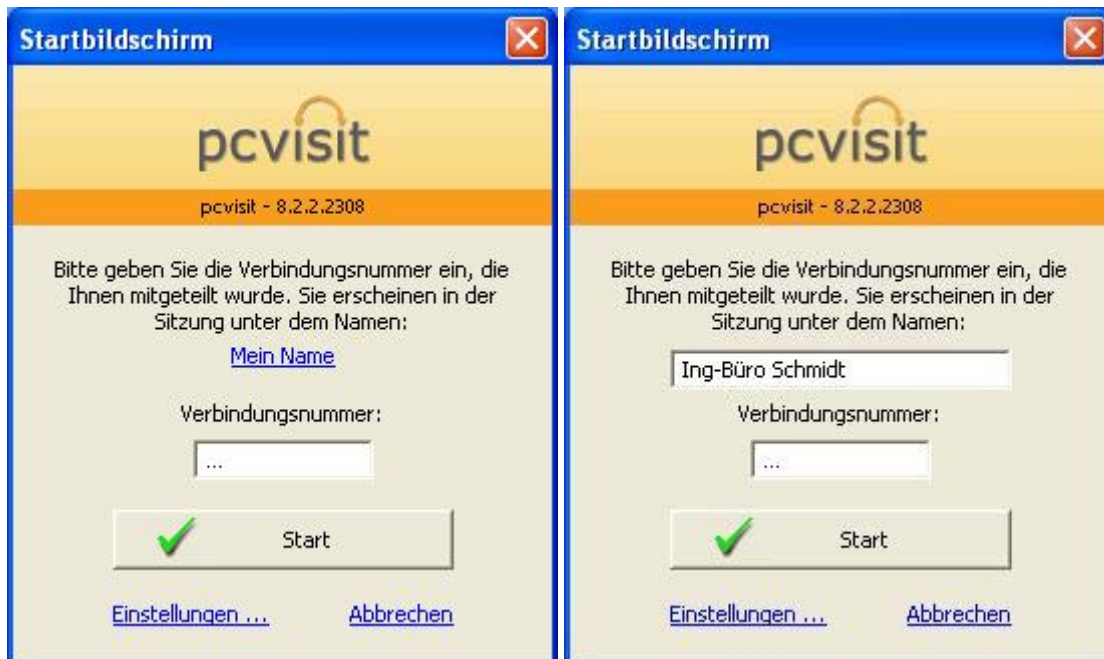 Startbildschirm
pcvisit
pcvisit - 8.2.2.2308
Bitte geben Sie die Verbindungsnummer ein, die
Ihnen mitgeteilt wurde. Sie erscheinen in der
Sitzung unter dem Namen:
Mein Name
Verbindungsnummer:
...
Start
Einstellungen ...
Abbrechen
Startbildschirm
pcvisit
pcvisit - 8.2.2.2308
Bitte geben Sie die Verbindungsnummer ein, die
Ihnen mitgeteilt wurde. Sie erscheinen in der
Sitzung unter dem Namen:
Ing-Büro Schmidt
Verbindungsnummer:
...
Start
Einstellungen ...
Abbrechen